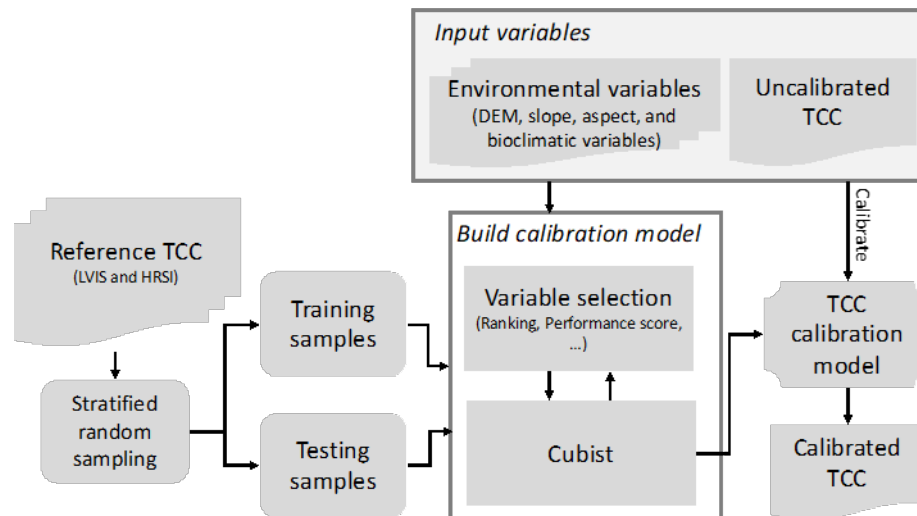 Input variables
Environmental variables
(DEM, slope, aspect, and
bioclimatic variables)
Uncalibrated
TCC
Calibrate
Reference TCC
(LVIS and HRSI)
Stratified
random
sampling
Training
samples
Testing
samples
Build calibration model
Variable selection
(Ranking, Performance score,
...)
Cubist
TCC
calibration
model
Calibrated
TCC